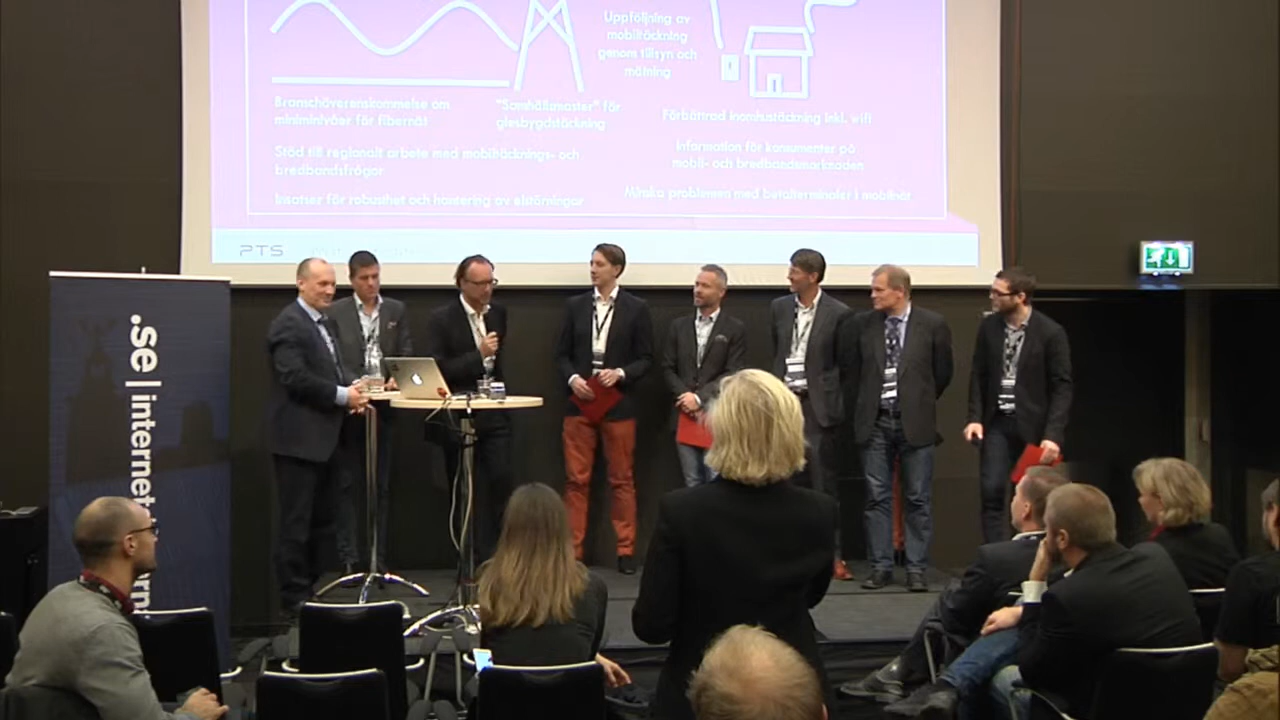 Uppföljning av
mobiltäckning
genom tillsyn och
mätning
Branschöverenskommelse om
miniminivåer för fibernät
"Samhällsmaster" för
glesbygdstäckning
Förbättrad inomhustäckning inkl. wifi
Stöd till regionalt arbete med mobiltäcknings- och
bredbandsfrågor
Information för konsumenter på
mobil- och bredbandsmarknaden
Insatser för robusthet och hantering av elstörningar
Minska problemen med betalterminaler i mobilnät
PTS
.se | internet